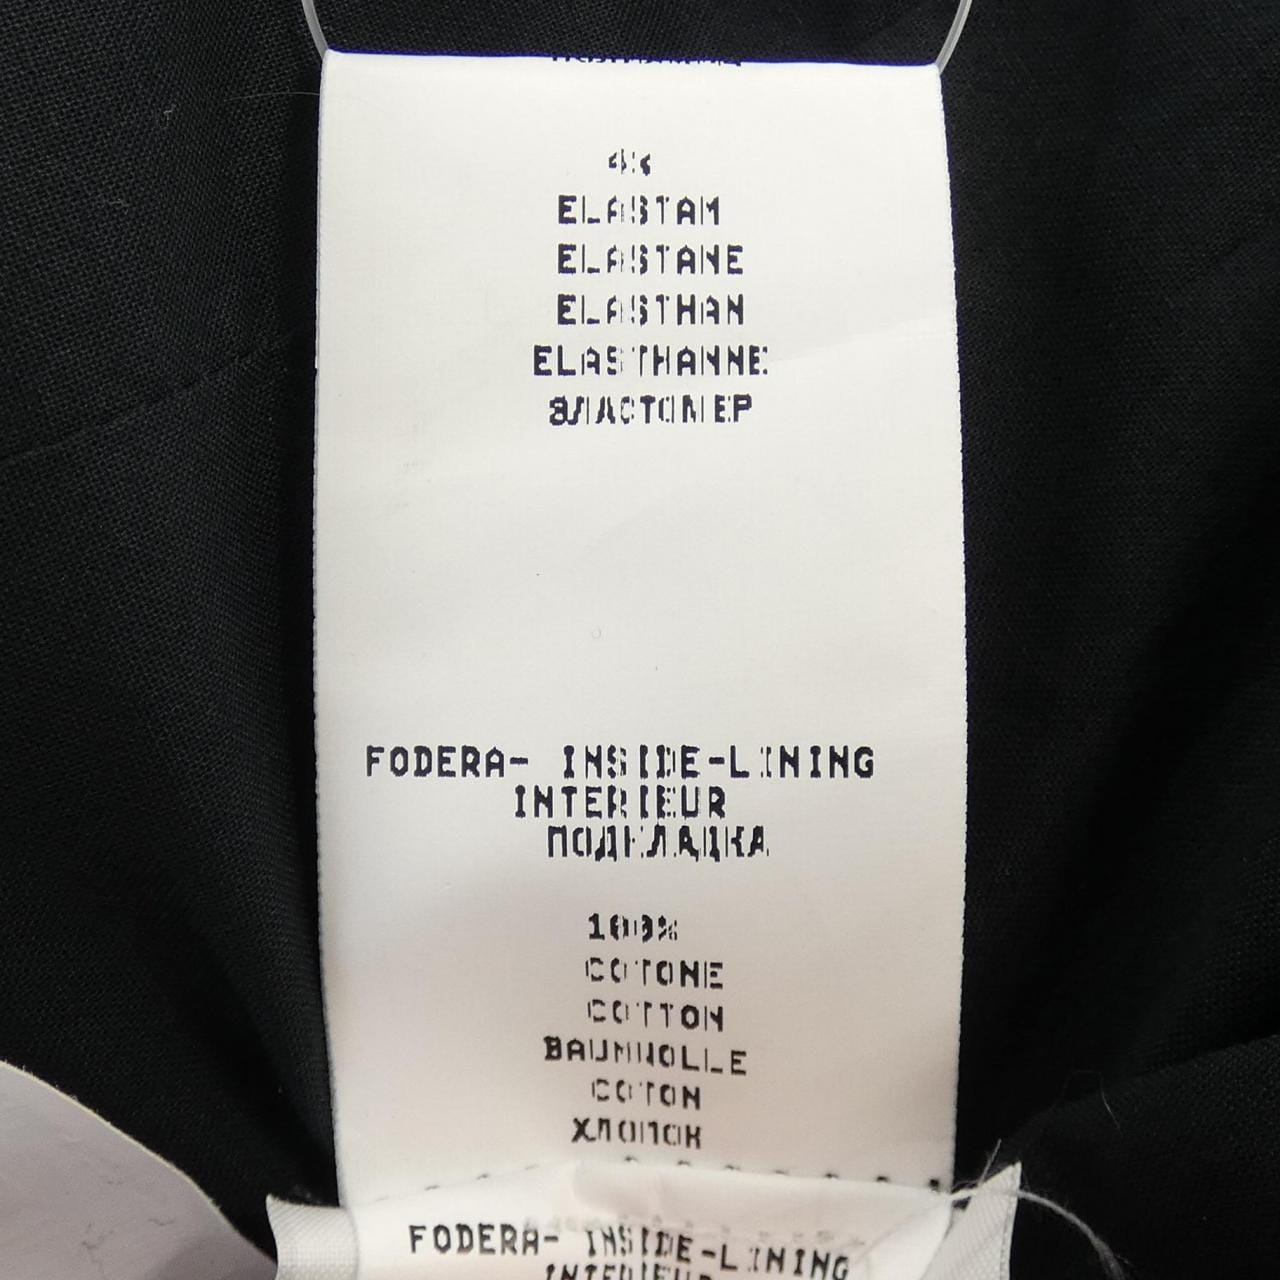 4%
ELASTAM
ELASTANE
ELASTHAN
ELASTHANNE
ЭЛАСТОМЕР
FODERA- INSIDE-LINING
INTERIEUR
ПОДКЛАДКА
100%
COTONE
COTTON
BAUMWOLLE
COTON
ХЛОПОК
FODERA- INSIDE-LINING
INTERIEUR